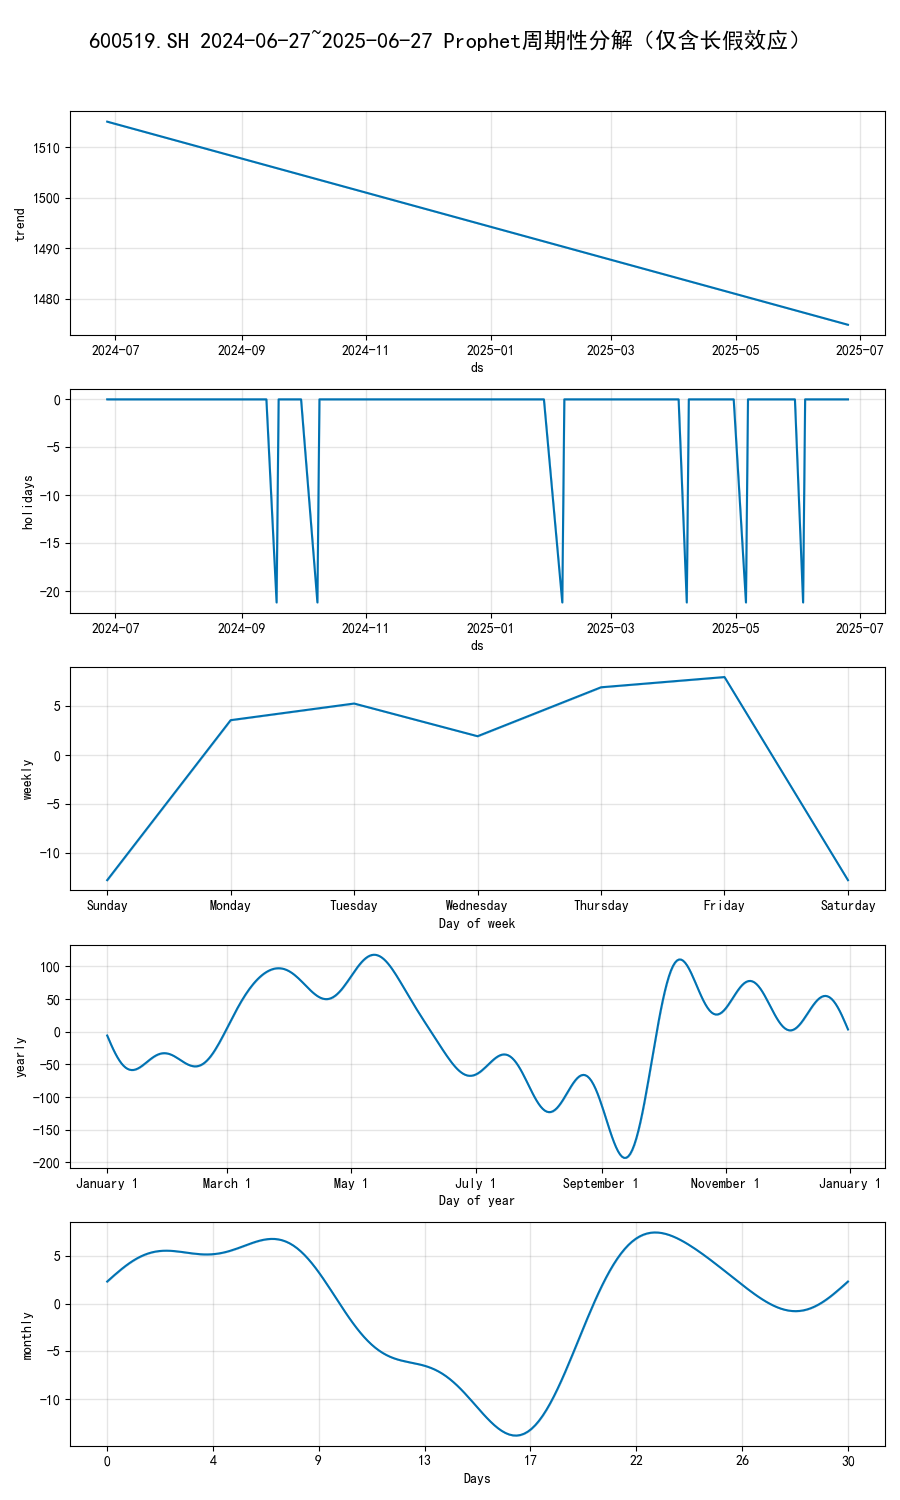 600519.SH 2024-06-27~2025-06-27 Prophet周期性分解（仅含长假效应）
1510
1500
1490
1480
trend
2024-07 2024-09 2024-11 2025-01 2025-03 2025-05 2025-07
ds
0
−5
−10
−15
−20
holidays
2024-07 2024-09 2024-11 2025-01 2025-03 2025-05 2025-07
ds
5
0
−5
−10
weekly
Sunday Monday Tuesday Wednesday Thursday Friday Saturday
Day of week
100
50
0
−50
−100
−150
−200
yearly
January 1 March 1 May 1 July 1 September 1 November 1 January 1
Day of year
5
0
−5
−10
monthly
0 4 9 13 17 22 26 30
Days